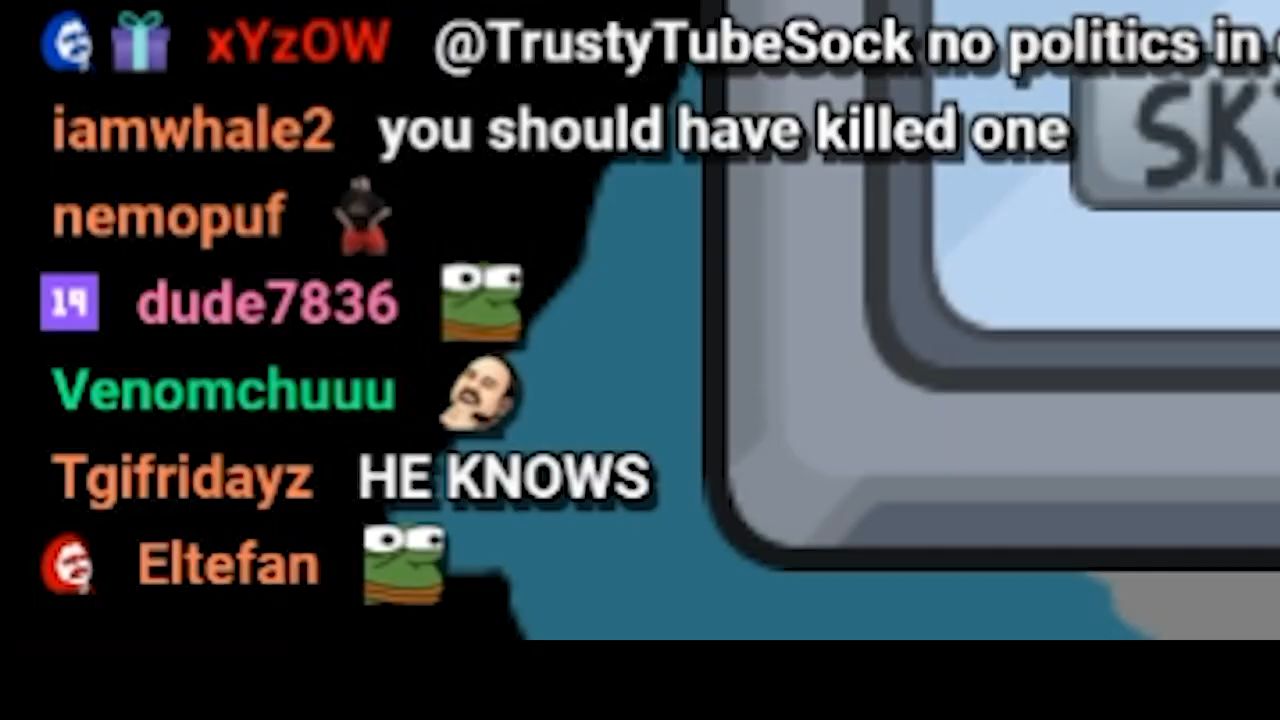 xYzOW @TrustyTubeSock no politics in
iamwhale2 you should have killed one
SK
nemopuf
19 dude7836
Venomchuuu
Tgifridayz HE KNOWS
Eltefan